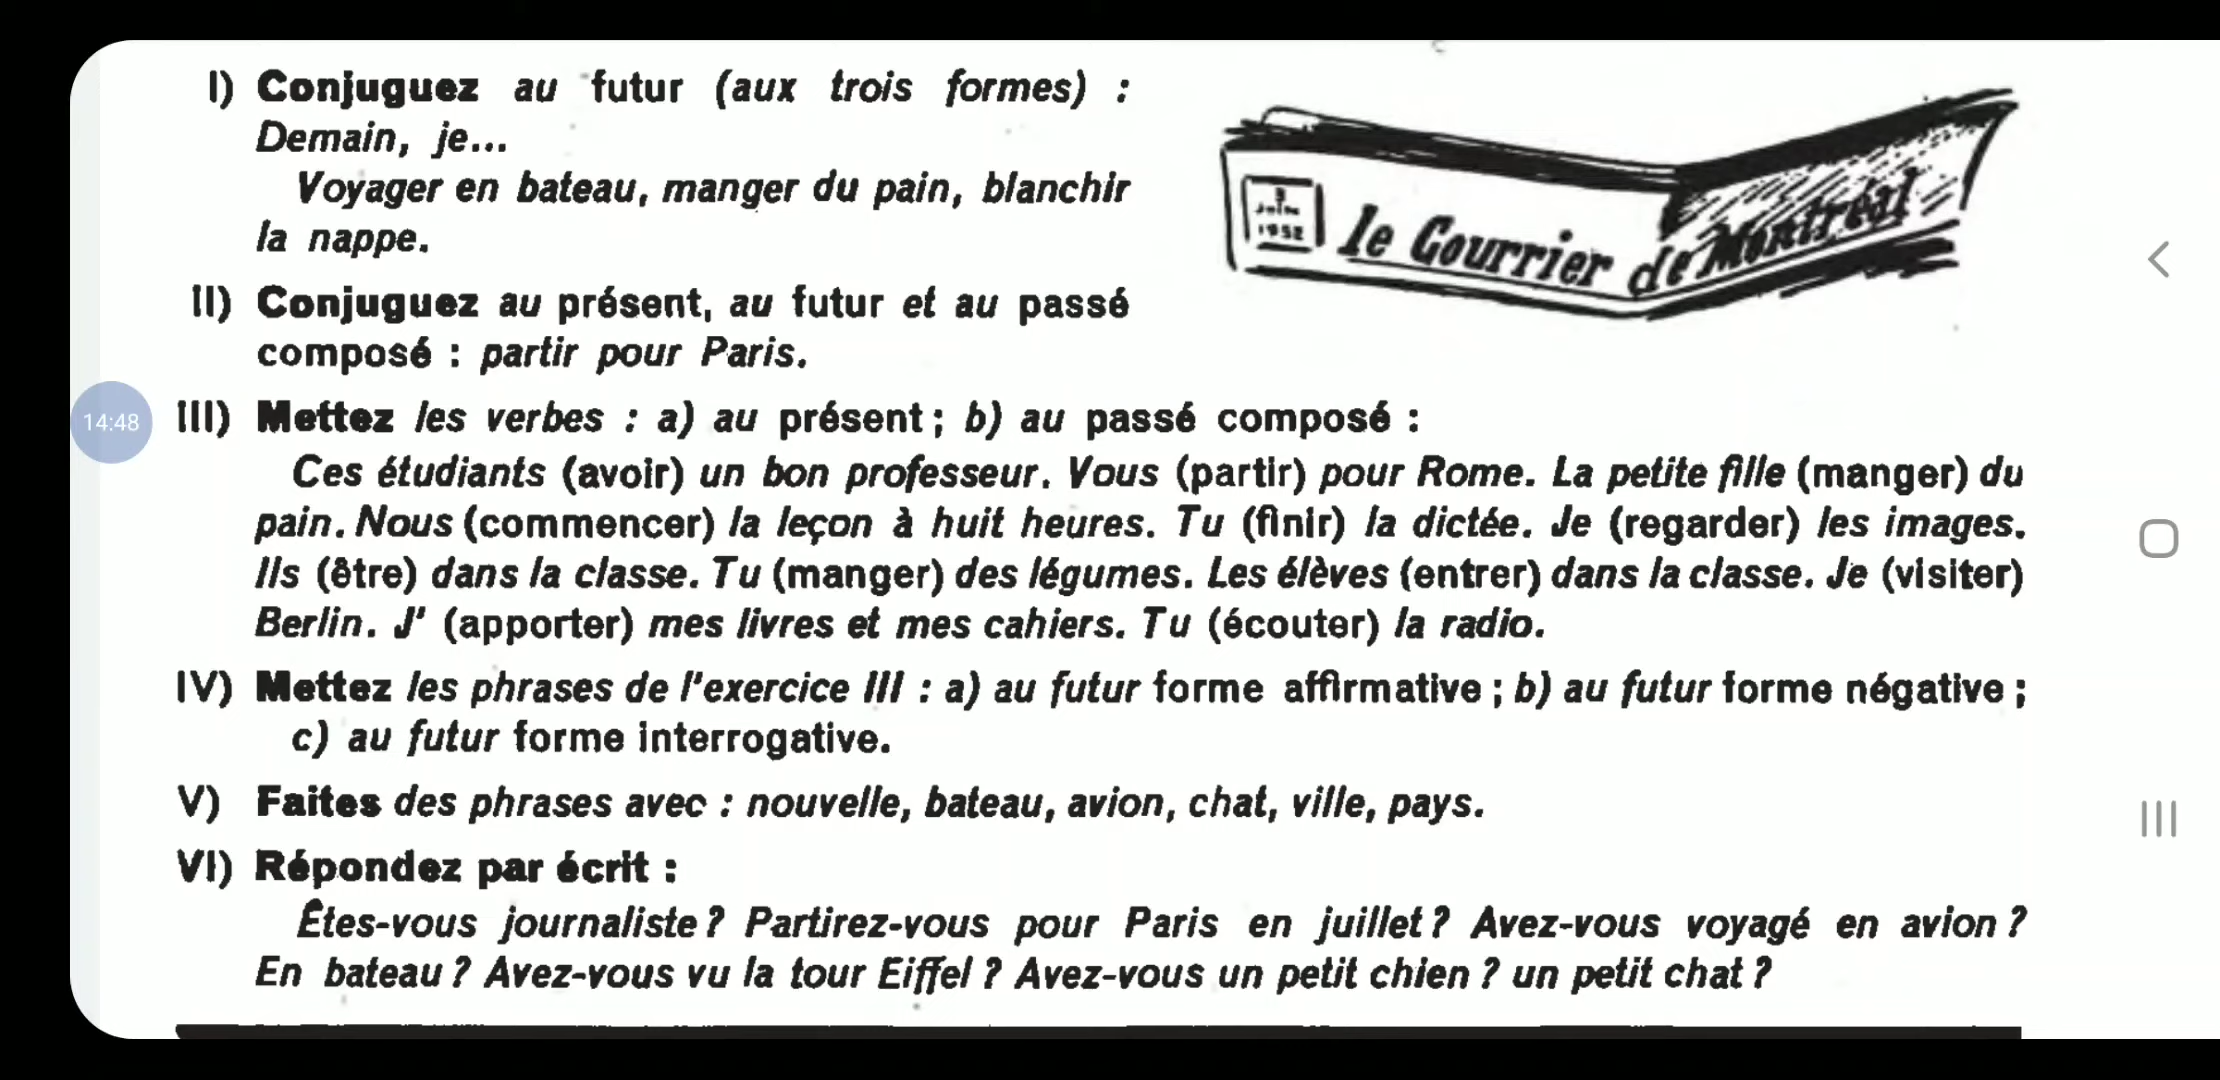 I) Conjuguez au futur (aux trois formes) :
Demain, je...
Voyager en bateau, manger du pain, blanchir
la nappe.
II) Conjuguez au présent, au futur et au passé
composé : partir pour Paris.
3
Juin
1952
le Courrier de Montréal
14:48
III) Mettez les verbes : a) au présent ; b) au passé composé :
Ces étudiants (avoir) un bon professeur. Vous (partir) pour Rome. La petite fille (manger) du
pain. Nous (commencer) la leçon à huit heures. Tu (finir) la dictée. Je (regarder) les images.
Ils (être) dans la classe. Tu (manger) des légumes. Les élèves (entrer) dans la classe. Je (visiter)
Berlin. J' (apporter) mes livres et mes cahiers. Tu (écouter) la radio.
IV) Mettez les phrases de l'exercice III : a) au futur forme affirmative ; b) au futur forme négative ;
c) au futur forme interrogative.
V) Faites des phrases avec : nouvelle, bateau, avion, chat, ville, pays.
VI) Répondez par écrit :
Êtes-vous journaliste ? Partirez-vous pour Paris en juillet ? Avez-vous voyagé en avion ?
En bateau ? Avez-vous vu la tour Eiffel ? Avez-vous un petit chien ? un petit chat ?